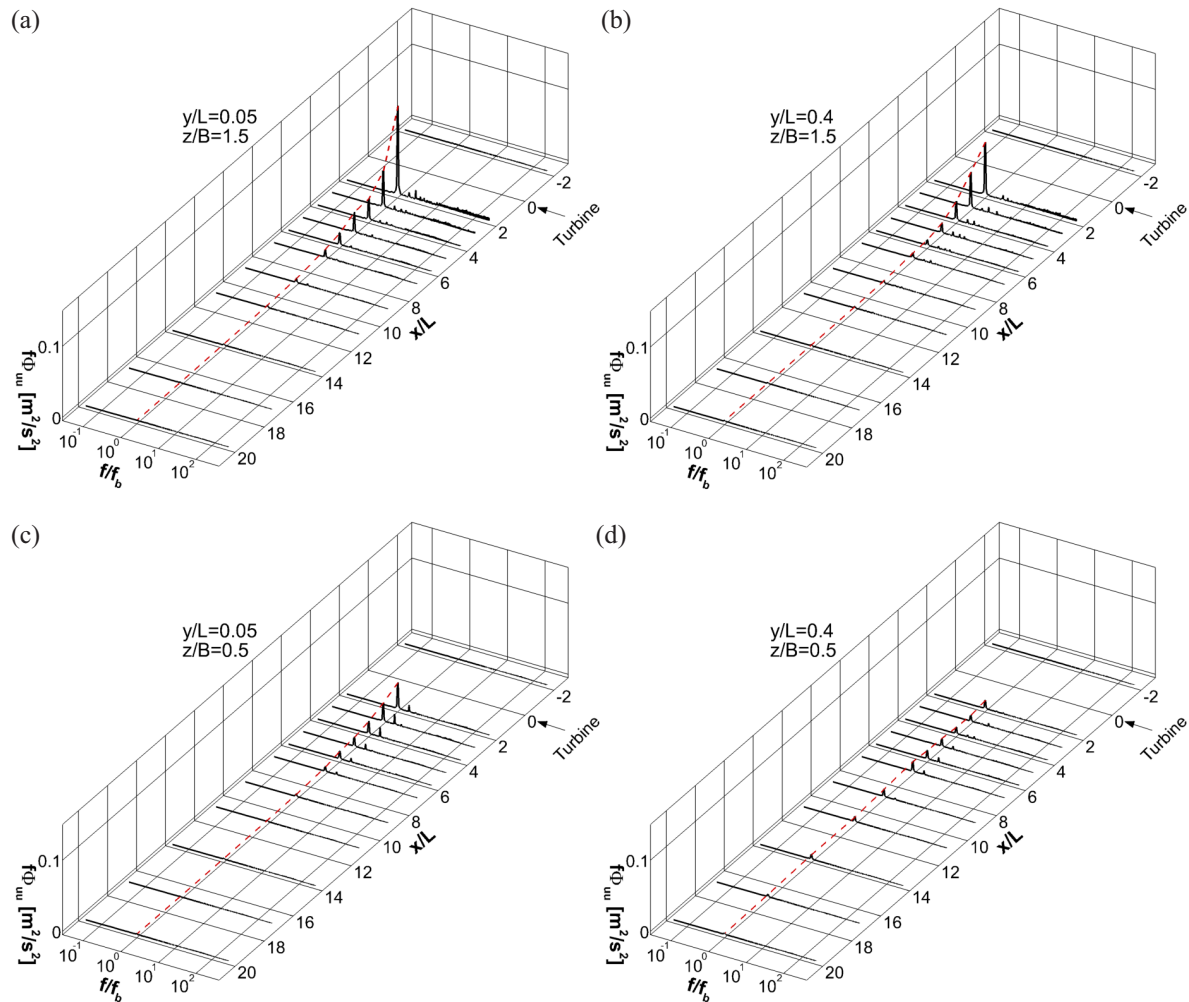 (a)
y/L=0.05
z/B=1.5
0.1
0
fΦuu [m²/s²]
10⁻¹
10⁰
10¹
10²
f/fb
-2
0
2
4
6
8
10
12
14
16
18
20
x/L
Turbine
(b)
y/L=0.4
z/B=1.5
0.1
0
fΦuu [m²/s²]
10⁻¹
10⁰
10¹
10²
f/fb
-2
0
2
4
6
8
10
12
14
16
18
20
x/L
Turbine
(c)
y/L=0.05
z/B=0.5
0.1
0
fΦuu [m²/s²]
10⁻¹
10⁰
10¹
10²
f/fb
-2
0
2
4
6
8
10
12
14
16
18
20
x/L
Turbine
(d)
y/L=0.4
z/B=0.5
0.1
0
fΦuu [m²/s²]
10⁻¹
10⁰
10¹
10²
f/fb
-2
0
2
4
6
8
10
12
14
16
18
20
x/L
Turbine